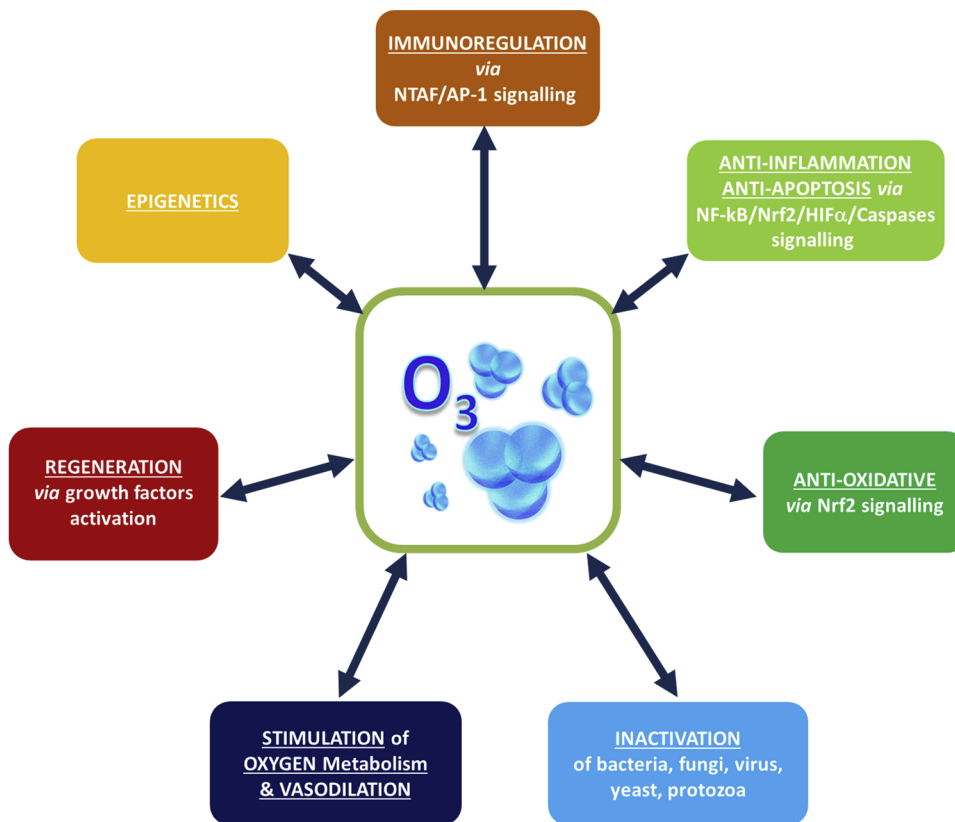 IMMUNOREGULATION
via
NTAF/AP-1 signalling
EPIGENETICS
ANTI-INFLAMMATION
ANTI-APOPTOSIS via
NF-kB/Nrf2/HIFα/Caspases
signalling
O3
REGENERATION
via growth factors
activation
ANTI-OXIDATIVE
via Nrf2 signalling
STIMULATION of
OXYGEN Metabolism
& VASODILATION
INACTIVATION
of bacteria, fungi, virus,
yeast, protozoa